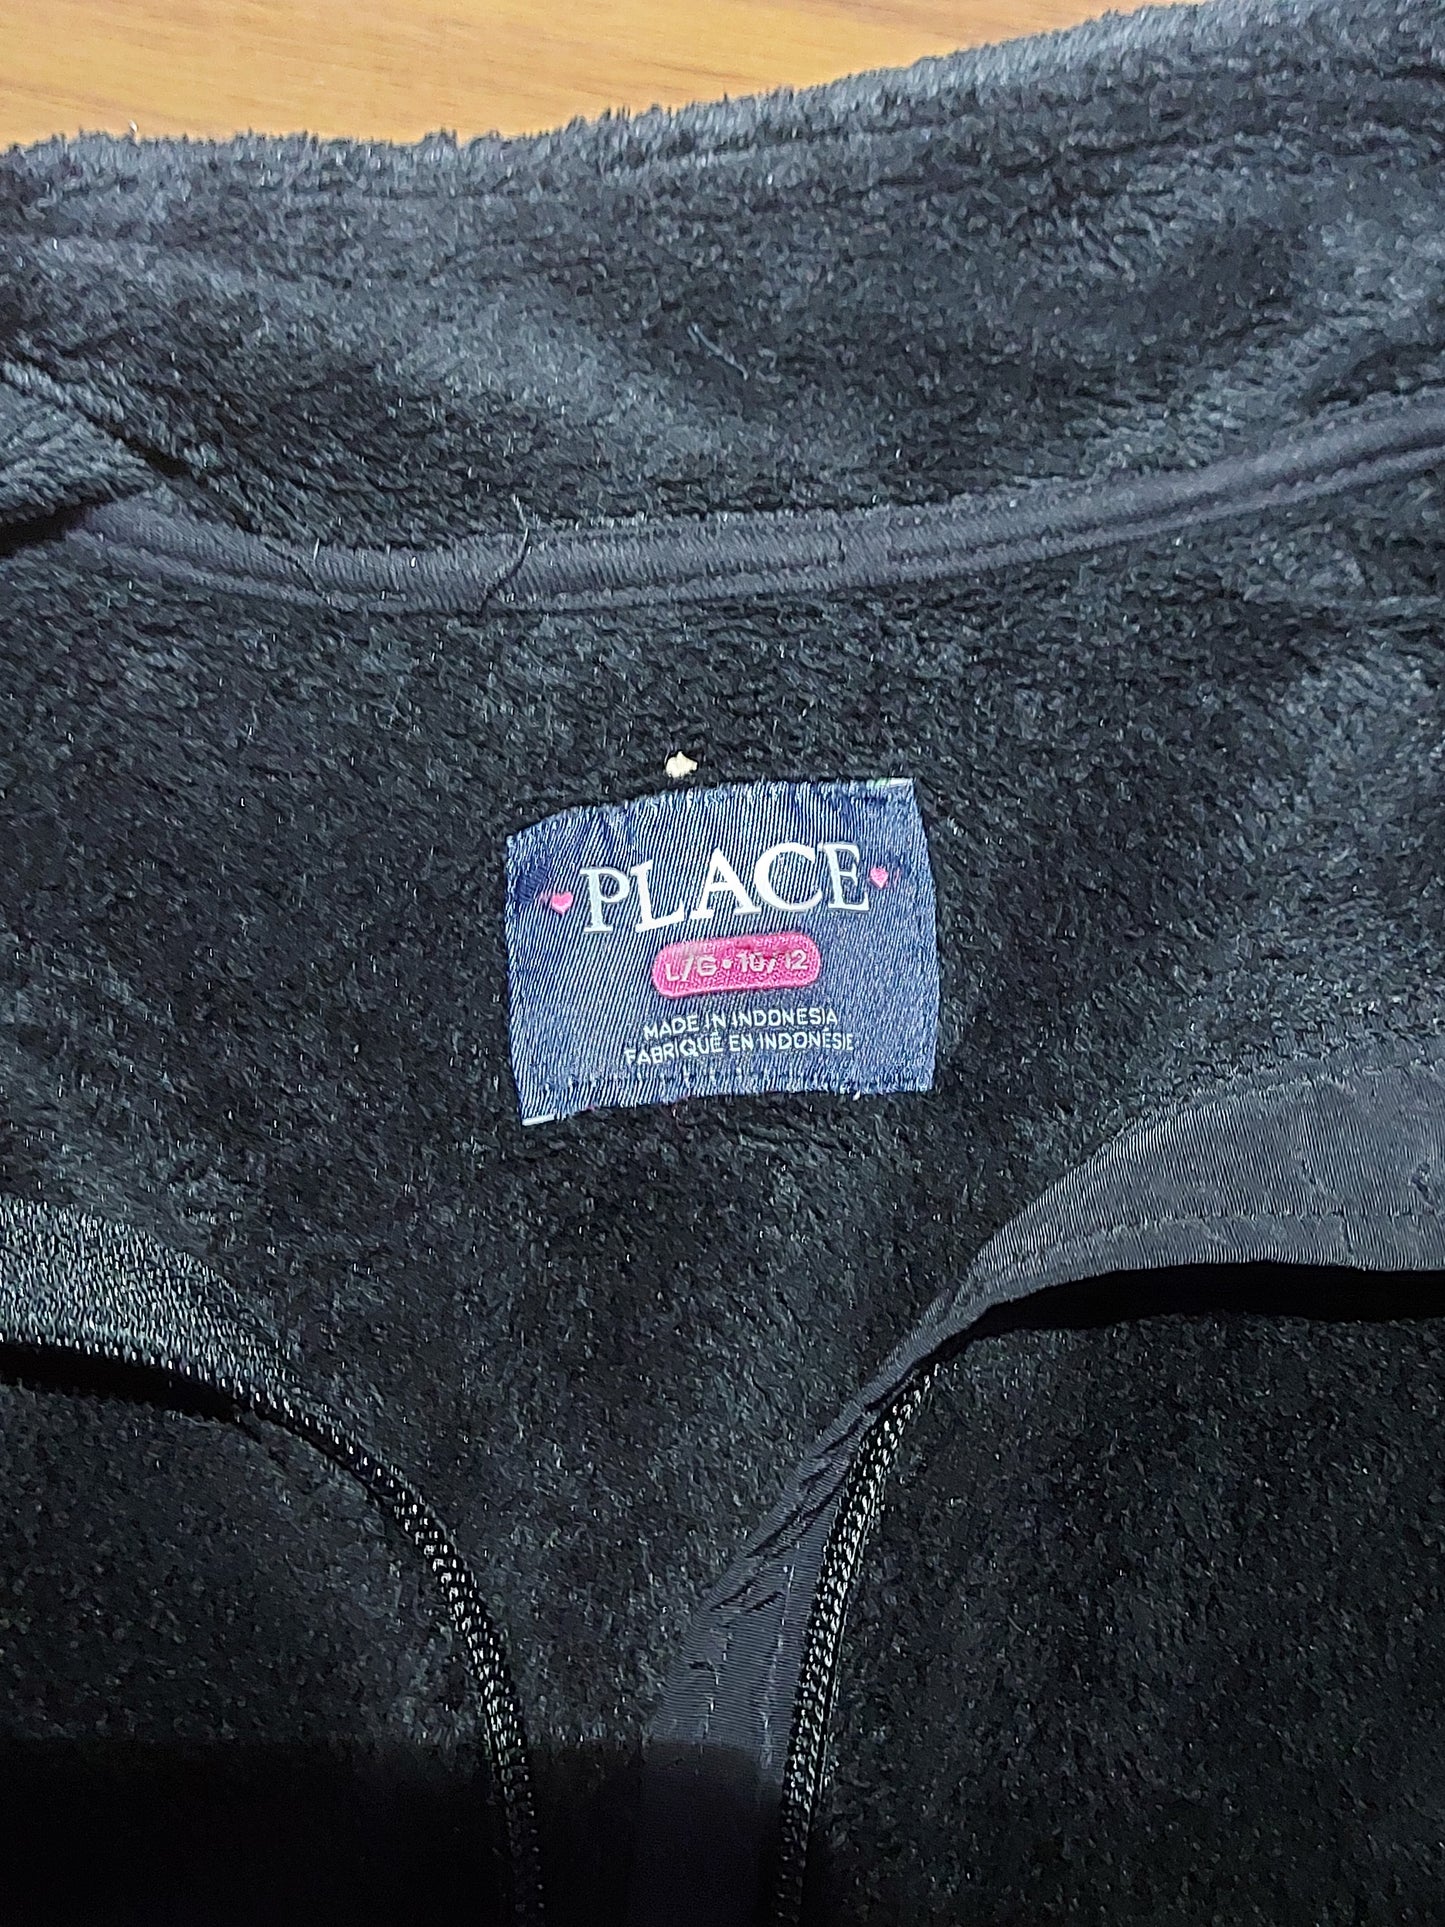 PLACE
L/G • 10/12
MADE IN INDONESIA
FABRIQUÉ EN INDONÉSIE